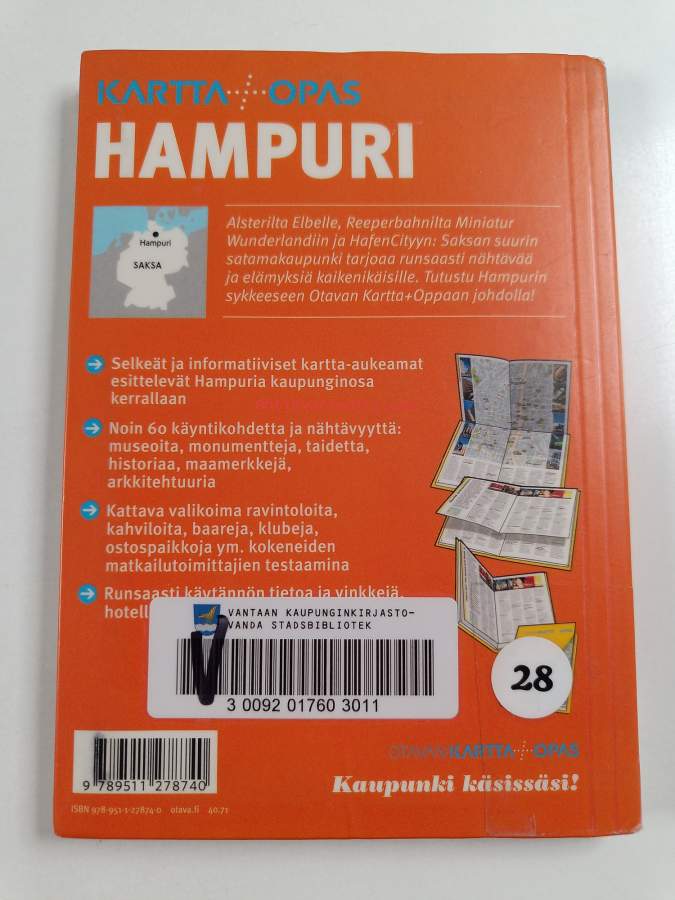 KARTTA+OPAS
HAMPURI
Hampuri
SAKSA
Alsterilta Elbelle, Reeperbahnilta Miniatur
Wunderlandiin ja HafenCityyn: Saksan suurin
satamakaupunki tarjoaa runsaasti nähtävää
ja elämyksiä kaikenikäisille. Tutustu Hampurin
sykkeeseen Otavan Kartta+Oppaan johdolla!
Selkeät ja informatiiviset kartta-aukeamat
esittelevät Hampuria kaupunginosa
kerrallaan
Noin 60 käyntikohdetta ja nähtävyyttä:
museoita, monumentteja, taidetta,
historiaa, maamerkkejä,
arkkitehtuuria
Kattava valikoima ravintoloita,
kahviloita, baareja, klubeja,
ostospaikkoja ym. kokeneiden
matkailutoimittajien testaamina
Runsaasti käytännön tietoa ja vinkkejä,
hotell
VANTAAN KAUPUNGINKIRJASTO-
VANDA STADSBIBLIOTEK
V
3 0092 01760 3011
28
9 789511 278740
ISBN 978-951-1-27874-0 otava.fi 40.71
OTAVAN KARTTA+OPAS
Kaupunki käsissäsi!